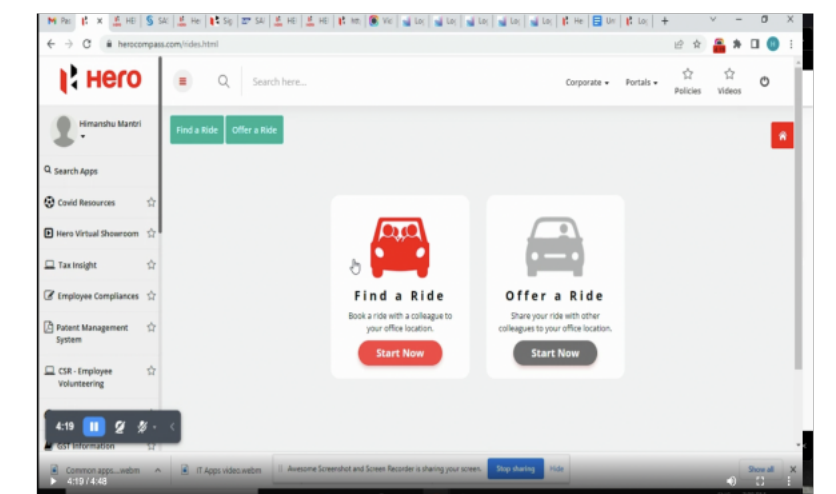 herocompass.com/rides.html
Hero
Search here...
Corporate
Portals
Policies
Videos
Himanshu Mantri
Find a Ride
Offer a Ride
Search Apps
Covid Resources
Hero Virtual Showroom
Tax Insight
Employee Compliances
Patent Management
System
CSR - Employee
Volunteering
GST Information
Find a Ride
Book a ride with a colleague to
your office location.
Start Now
Offer a Ride
Share your ride with other
colleagues to your office location.
Start Now
4:19
Common apps....webm
IT Apps video.webm
Awesome Screenshot and Screen Recorder is sharing your screen.
Stop sharing
Hide
Show all
4:19 / 4:48